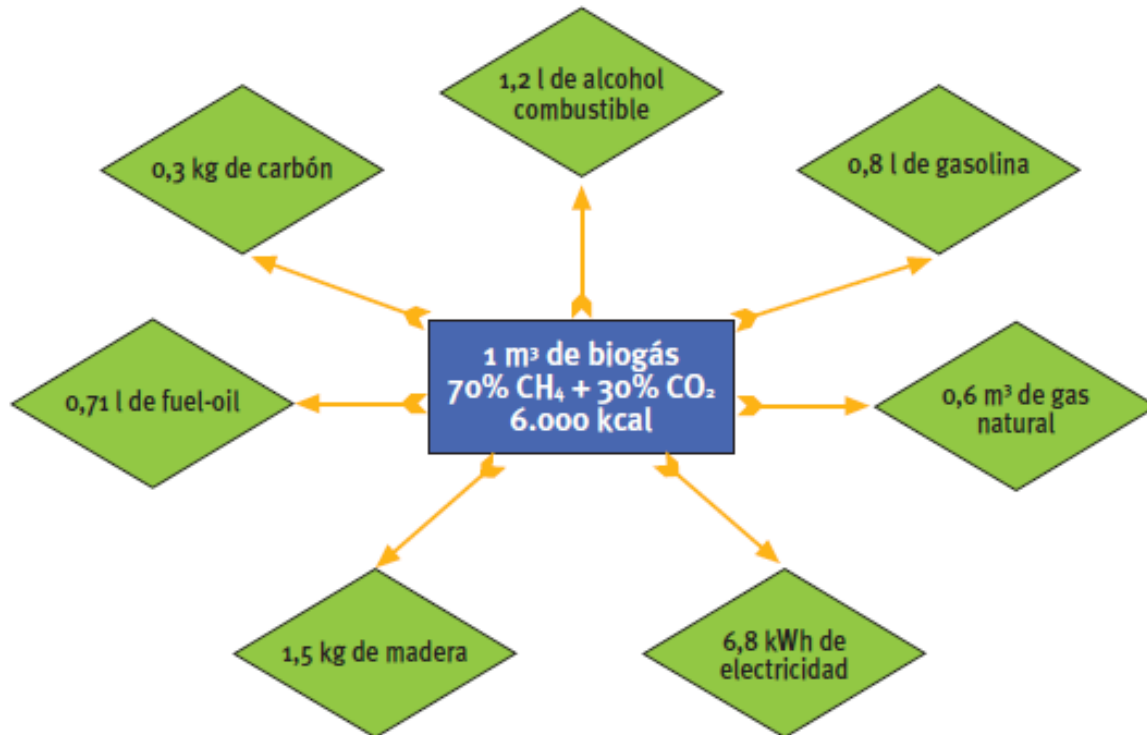 1,2 l de alcohol
combustible
0,3 kg de carbón
0,8 l de gasolina
1 m³ de biogás
70% CH₄ + 30% CO₂
6.000 kcal
0,71 l de fuel-oil
0,6 m³ de gas
natural
1,5 kg de madera
6,8 kWh de
electricidad